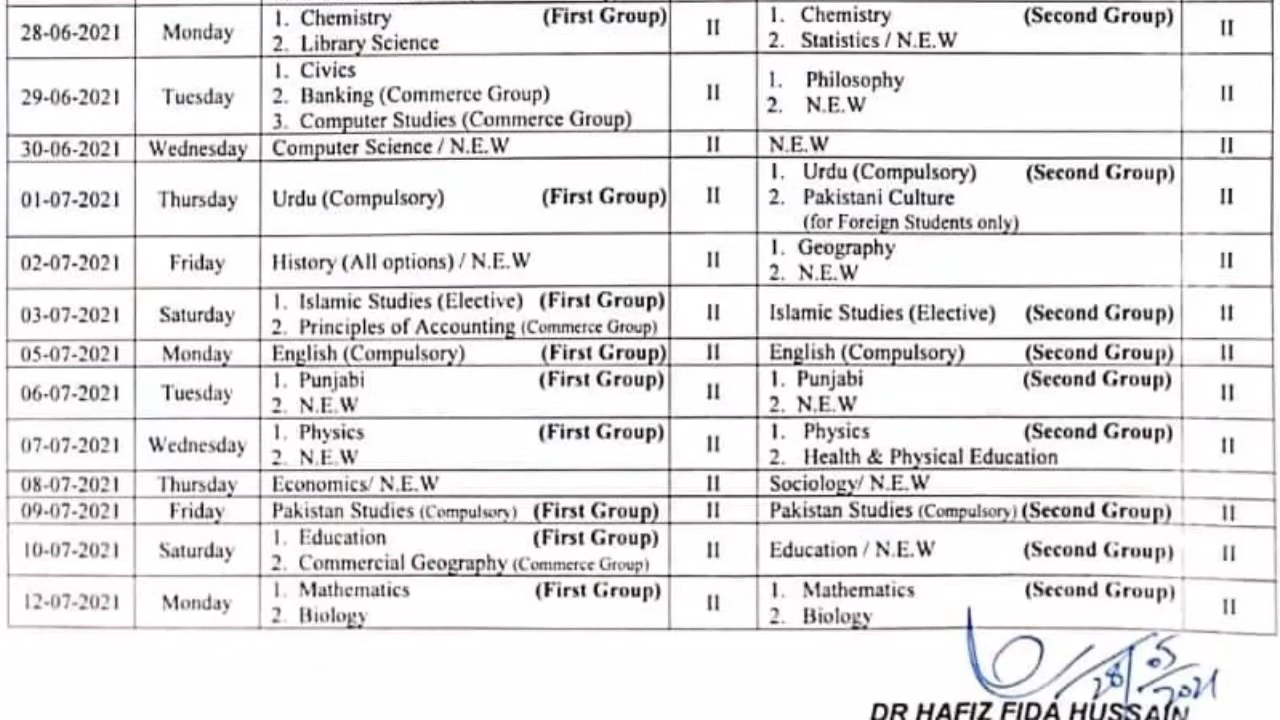 28-06-2021 Monday 1. Chemistry (First Group) II 1. Chemistry (Second Group) II
2. Library Science 2. Statistics / N.E.W
29-06-2021 Tuesday 1. Civics II 1. Philosophy II
2. Banking (Commerce Group) 2. N.E.W
3. Computer Studies (Commerce Group)
30-06-2021 Wednesday Computer Science / N.E.W II N.E.W II
01-07-2021 Thursday Urdu (Compulsory) (First Group) II 1. Urdu (Compulsory) (Second Group) II
2. Pakistani Culture
(for Foreign Students only)
02-07-2021 Friday History (All options) / N.E.W II 1. Geography II
2. N.E.W
03-07-2021 Saturday 1. Islamic Studies (Elective) (First Group) II Islamic Studies (Elective) (Second Group) II
2. Principles of Accounting (Commerce Group)
05-07-2021 Monday English (Compulsory) (First Group) II English (Compulsory) (Second Group) II
06-07-2021 Tuesday 1. Punjabi (First Group) II 1. Punjabi (Second Group) II
2. N.E.W 2. N.E.W
07-07-2021 Wednesday 1. Physics (First Group) II 1. Physics (Second Group) II
2. N.E.W 2. Health & Physical Education
08-07-2021 Thursday Economics/ N.E.W II Sociology/ N.E.W II
09-07-2021 Friday Pakistan Studies (Compulsory) (First Group) II Pakistan Studies (Compulsory) (Second Group) II
10-07-2021 Saturday 1. Education (First Group) II Education / N.E.W (Second Group) II
2. Commercial Geography (Commerce Group)
12-07-2021 Monday 1. Mathematics (First Group) II 1. Mathematics (Second Group) II
2. Biology 2. Biology
28/05/2021
DR HAFIZ FIDA HUSSAIN